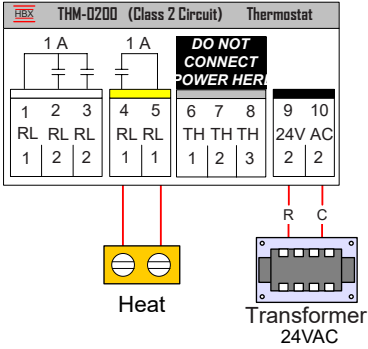 HBX THM-0200 (Class 2 Circuit) Thermostat
1 A 1 A DO NOT
CONNECT
POWER HERE
1 2 3 4 5 6 7 8 9 10
RL RL RL RL RL TH TH TH 24V AC
1 2 2 1 1 1 2 3 2 2
R C
Heat
Transformer
24VAC